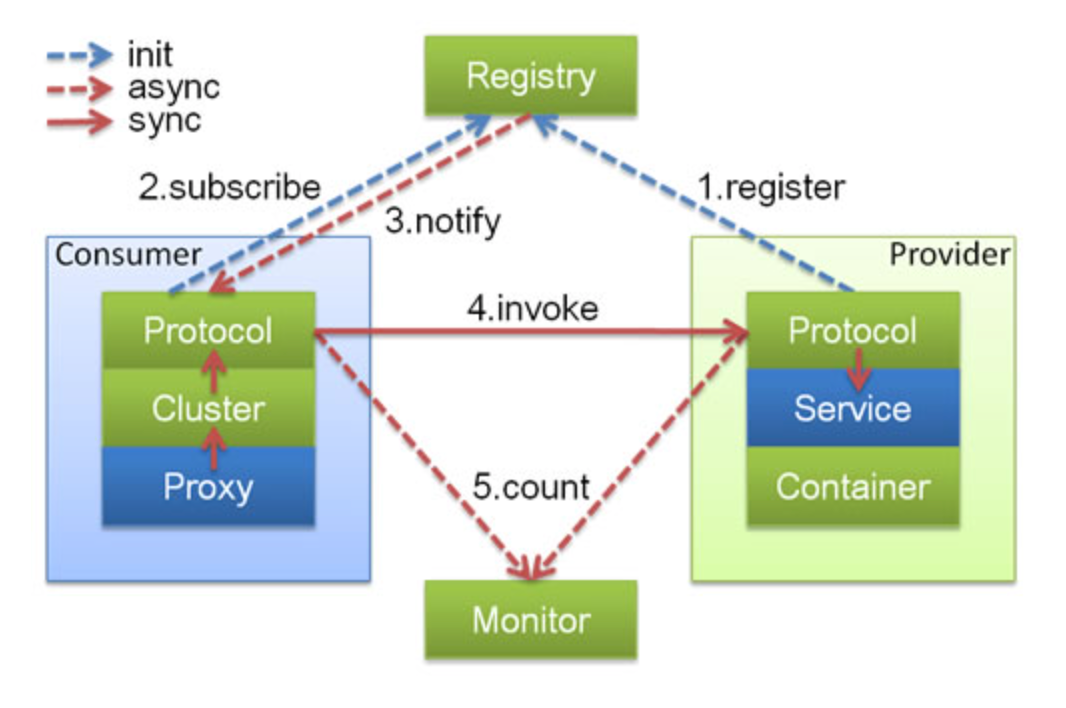 init
async
sync
Registry
2.subscribe
1.register
3.notify
Consumer
Provider
Protocol
4.invoke
Protocol
Cluster
Service
Proxy
5.count
Container
Monitor